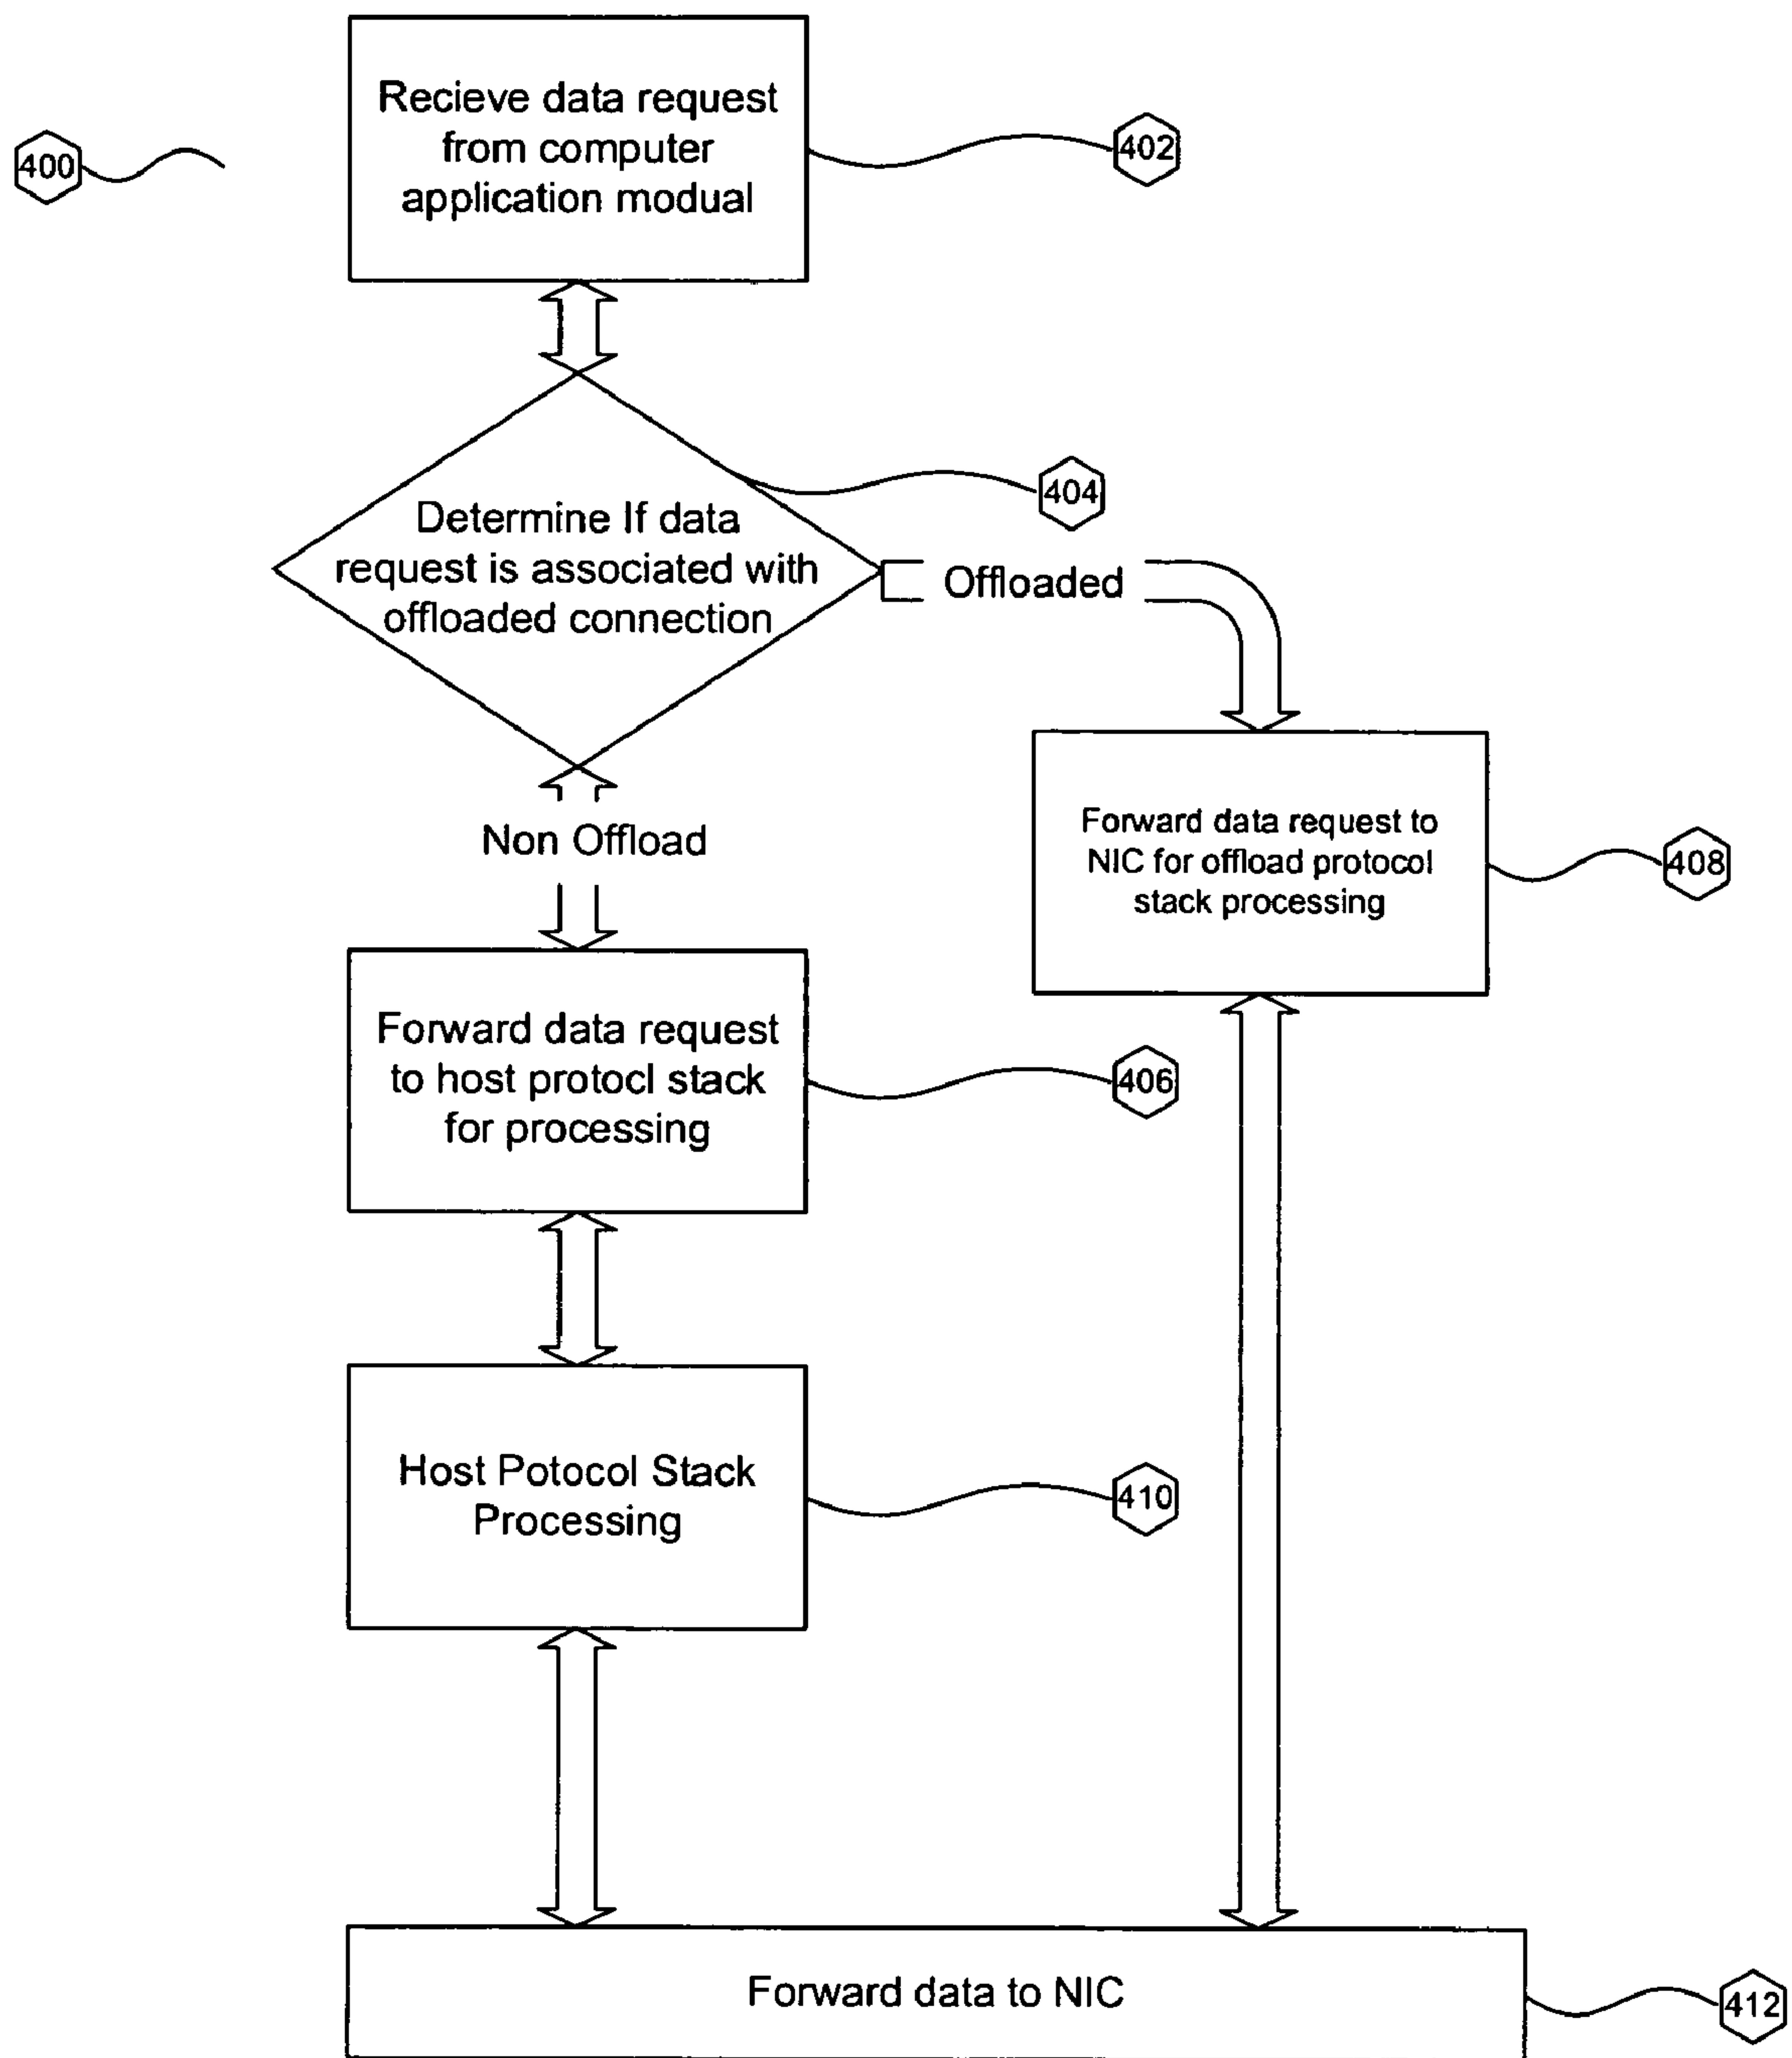 Recieve data request
from computer
application modual
400
402
404
Determine If data
request is associated with
offloaded connection
Offloaded
Non Offload
Forward data request to
NIC for offload protocol
stack processing
408
Forward data request
to host protocl stack
for processing
406
Host Potocol Stack
Processing
410
Forward data to NIC
412